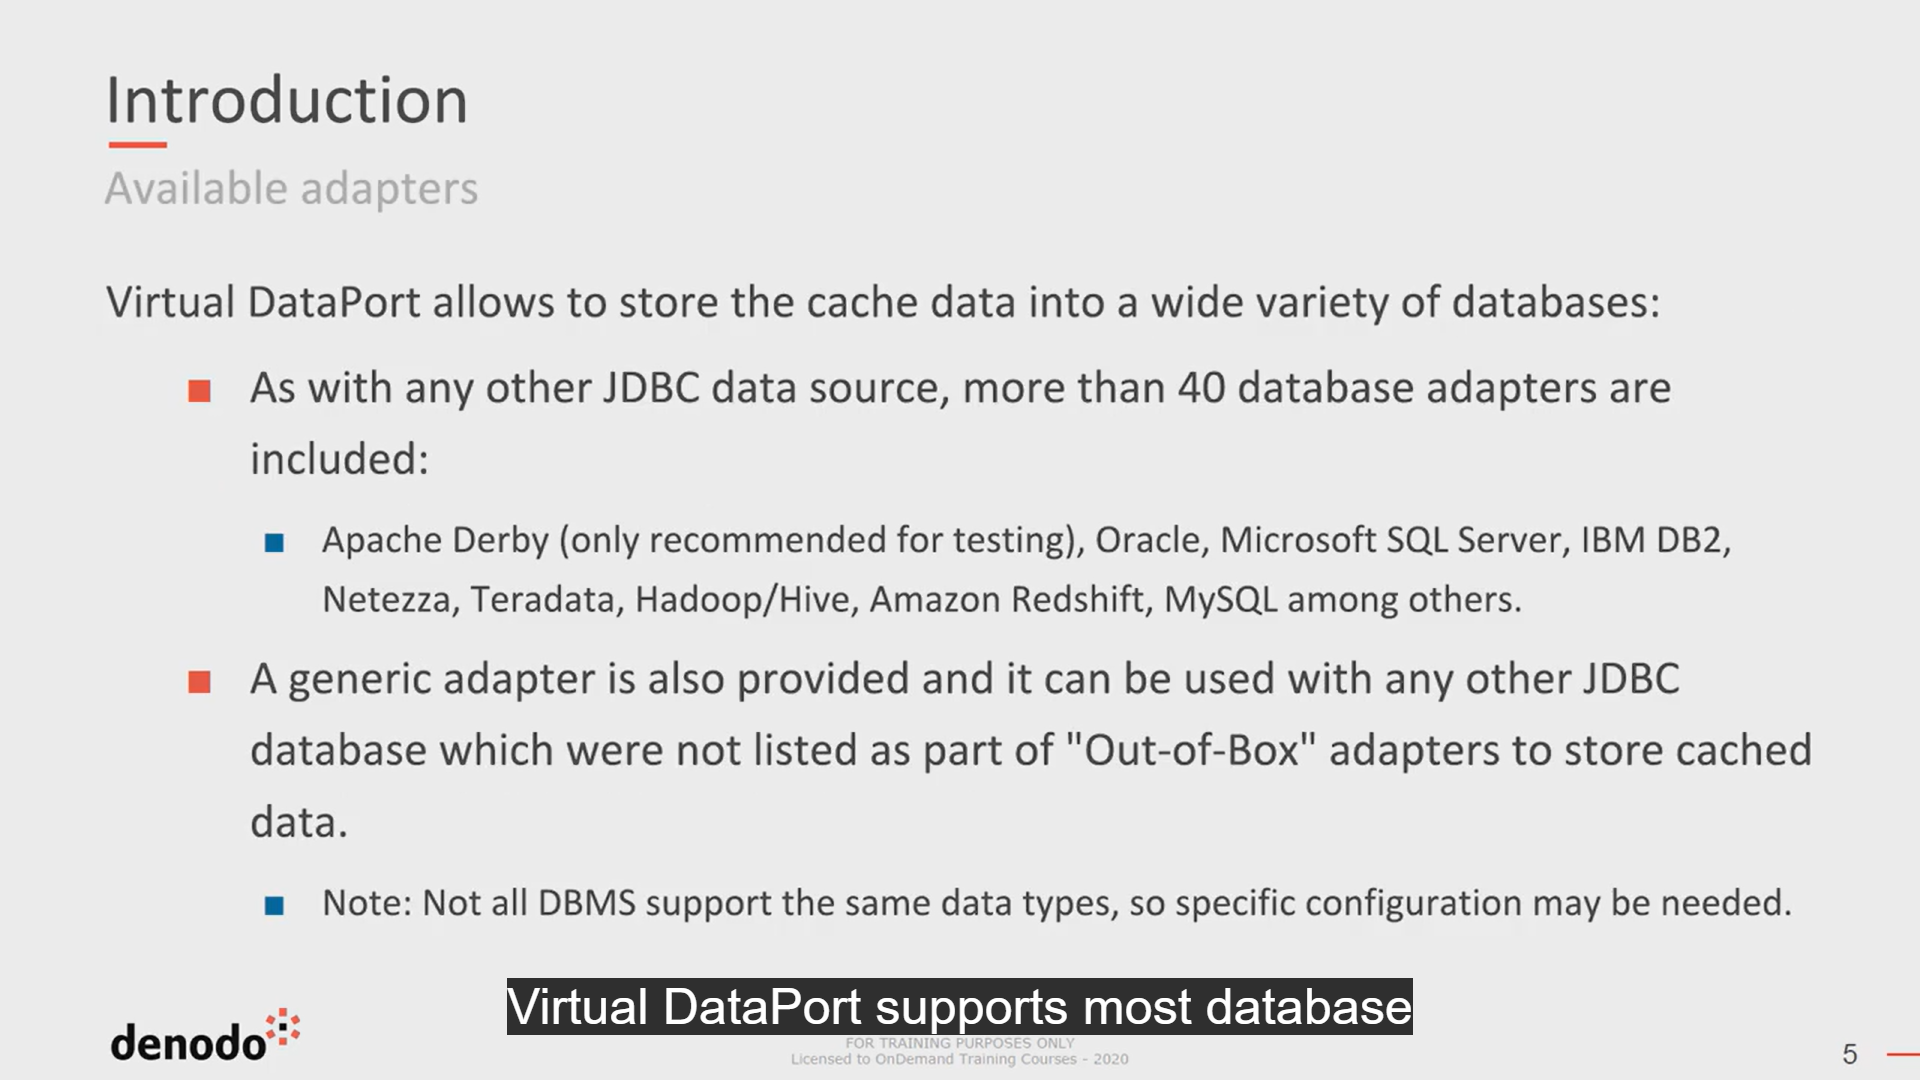 Introduction
Available adapters
Virtual DataPort allows to store the cache data into a wide variety of databases:
As with any other JDBC data source, more than 40 database adapters are
included:
Apache Derby (only recommended for testing), Oracle, Microsoft SQL Server, IBM DB2,
Netezza, Teradata, Hadoop/Hive, Amazon Redshift, MySQL among others.
A generic adapter is also provided and it can be used with any other JDBC
database which were not listed as part of "Out-of-Box" adapters to store cached
data.
Note: Not all DBMS support the same data types, so specific configuration may be needed.
Virtual DataPort supports most database
denodo
FOR TRAINING PURPOSES ONLY
Licensed to OnDemand Training Courses - 2020
5